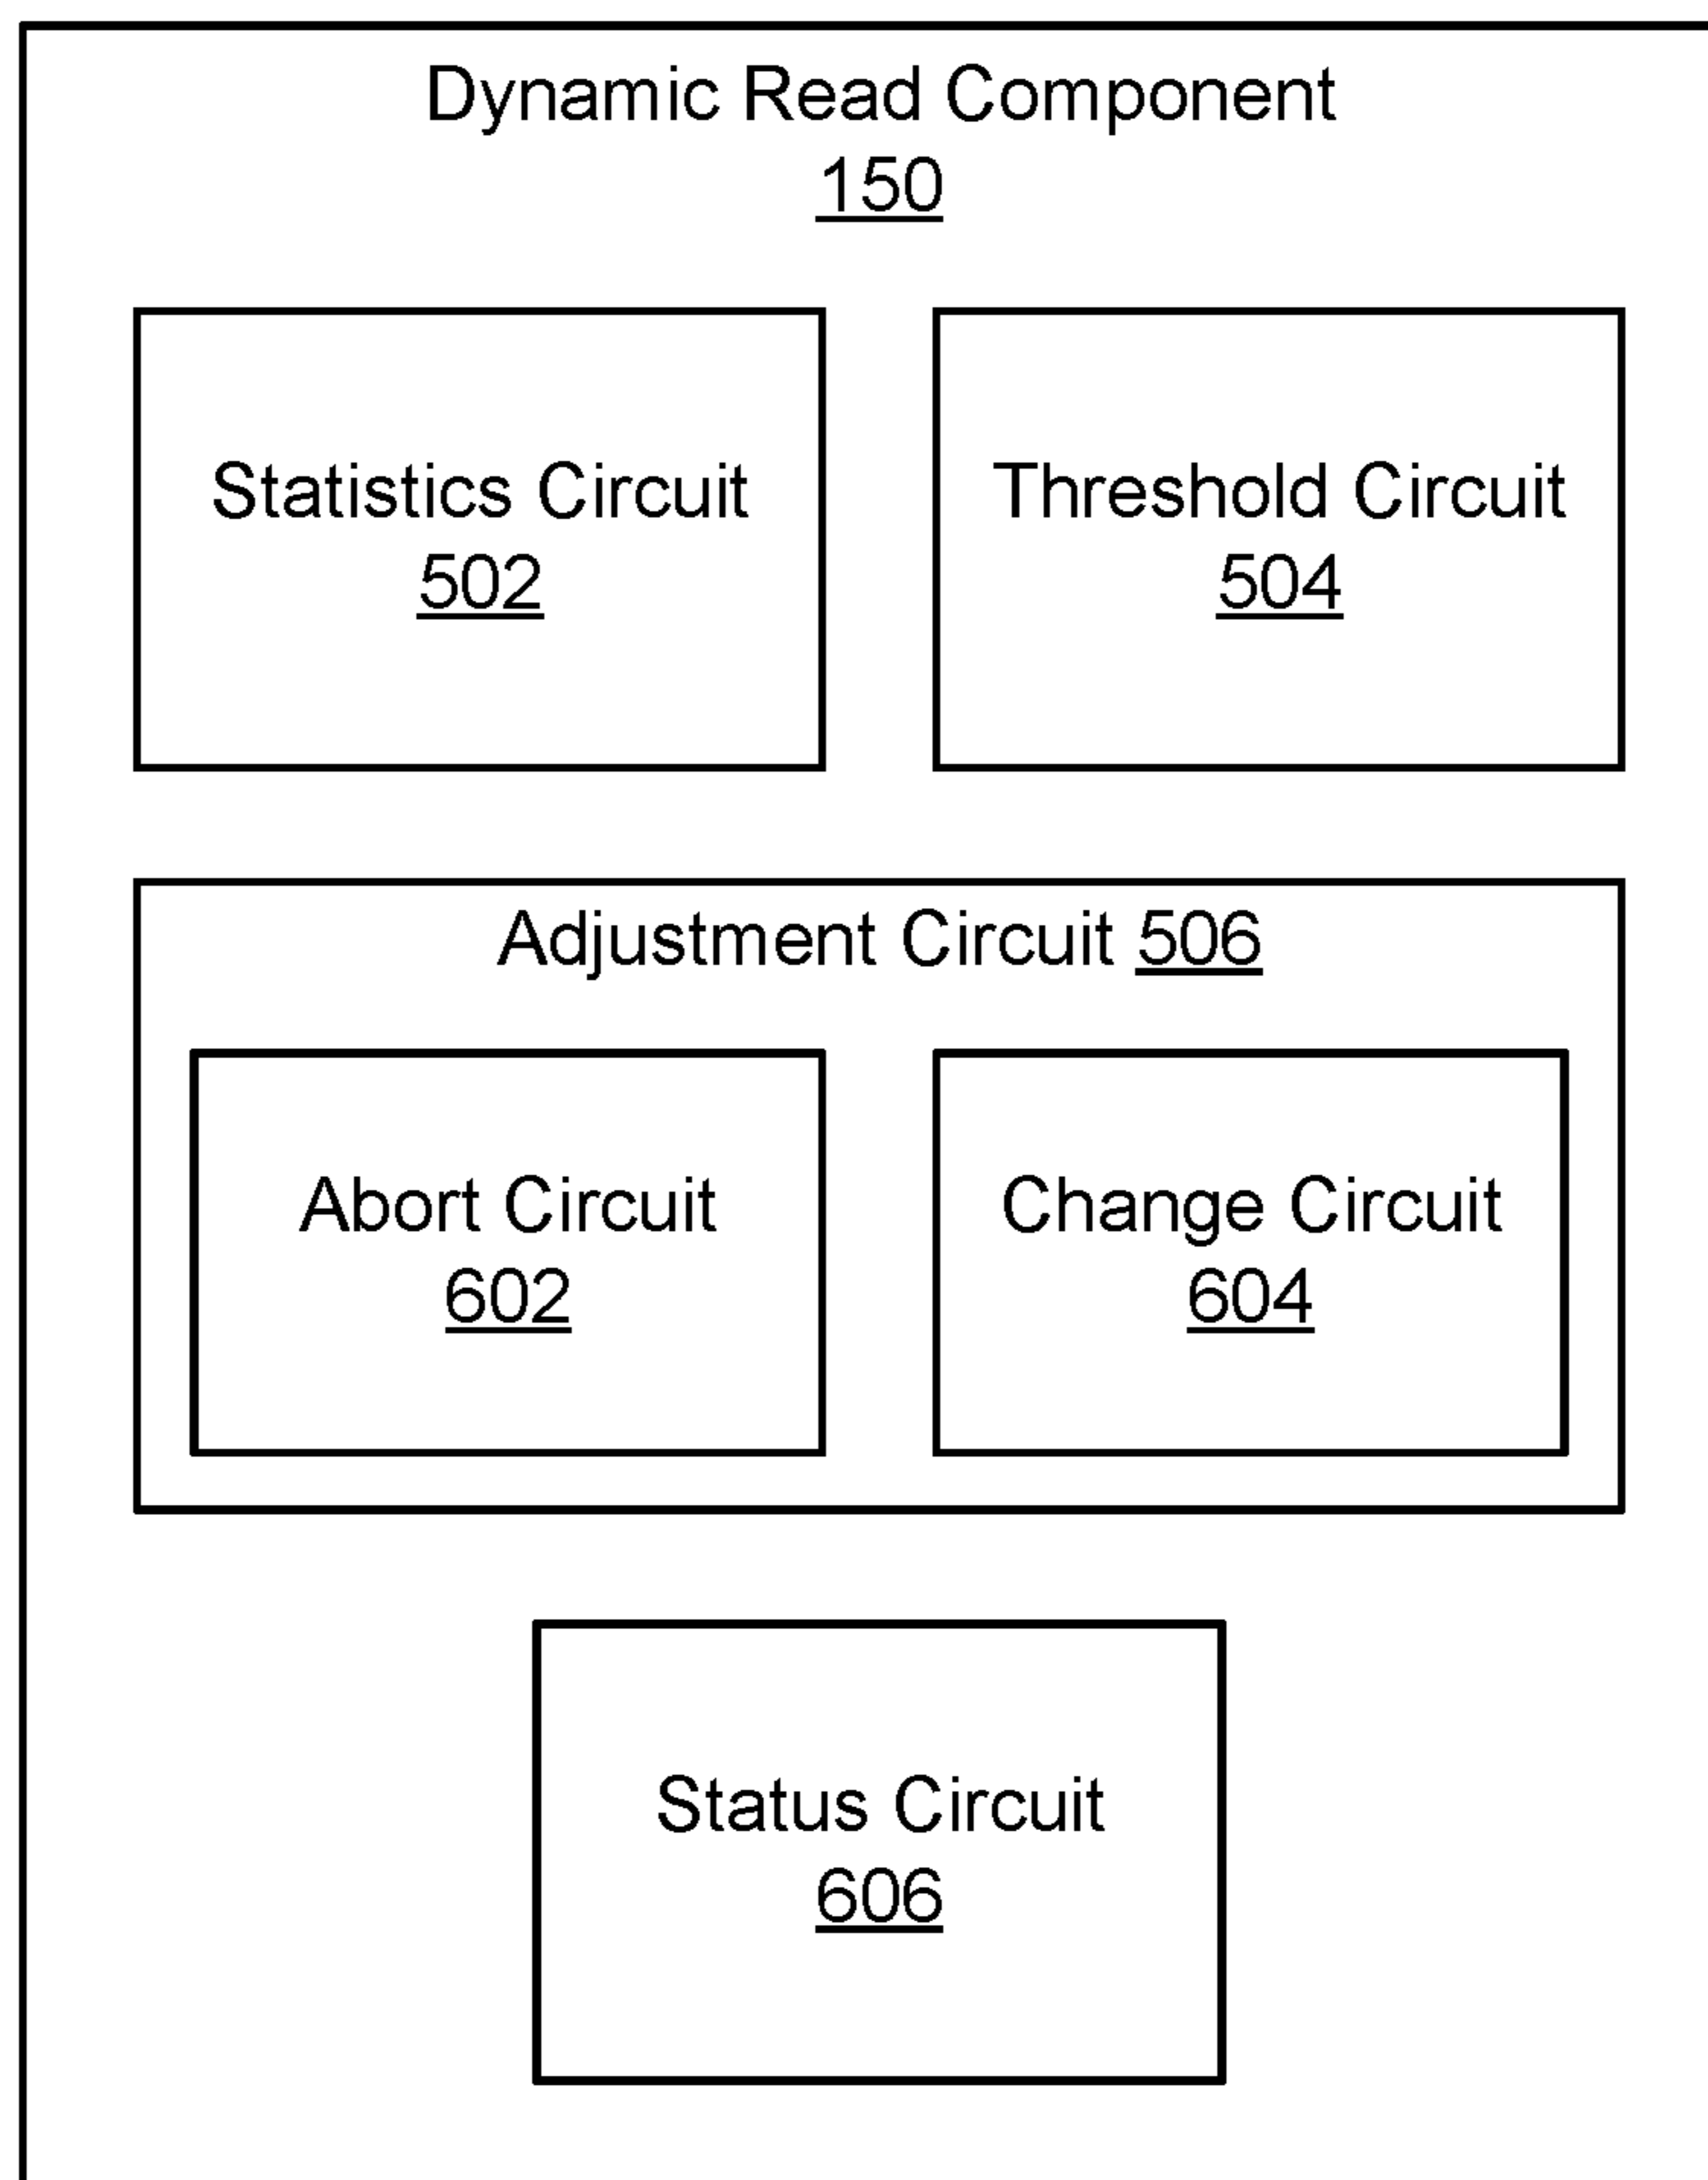 Dynamic Read Component
150
Statistics Circuit
502
Threshold Circuit
504
Adjustment Circuit 506
Abort Circuit
602
Change Circuit
604
Status Circuit
606